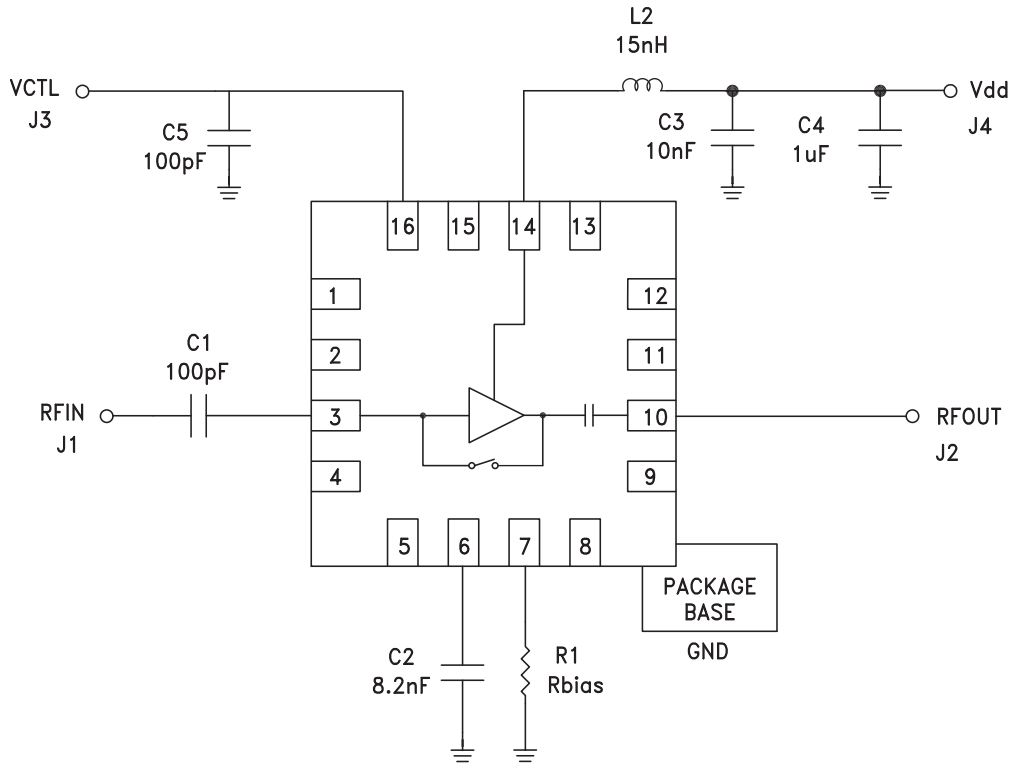 L2
15nH
VCTL
J3
C5
100pF
C3
10nF
C4
1uF
Vdd
J4
16
15
14
13
1
12
2
11
C1
100pF
RFIN
J1
3
10
RFOUT
J2
4
9
5
6
7
8
PACKAGE
BASE
GND
C2
8.2nF
R1
Rbias